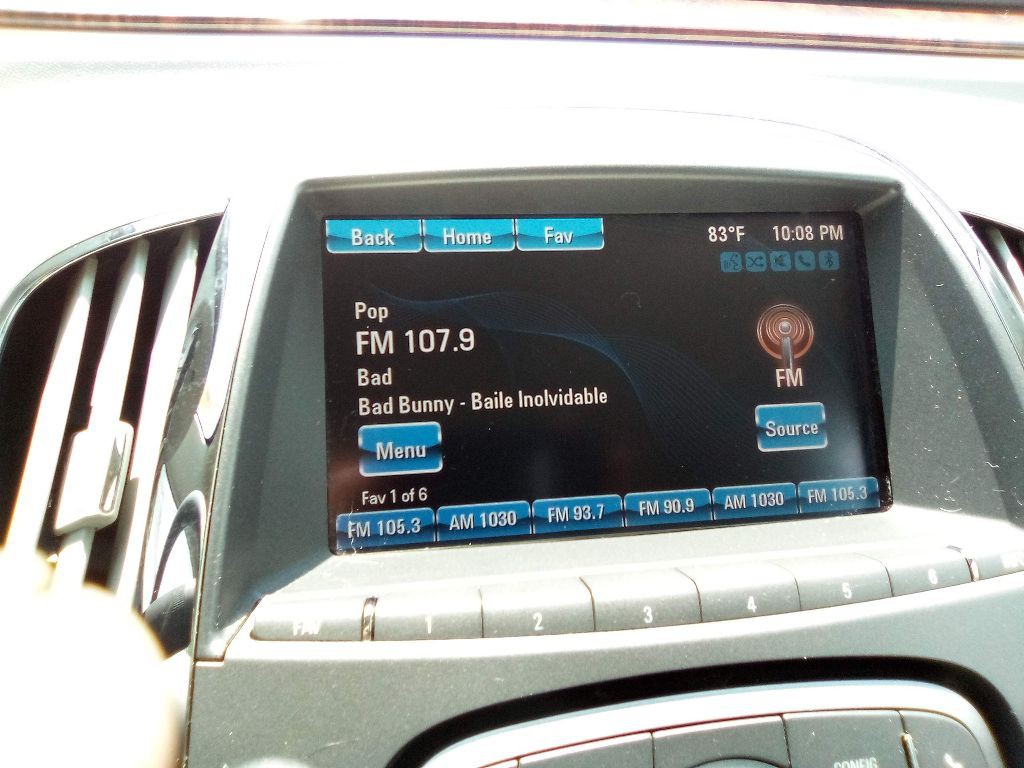 Back Home Fav 83°F 10:08 PM
Pop
FM 107.9
Bad
Bad Bunny - Baile Inolvidable
FM
Menu Source
Fav 1 of 6
FM 105.3 AM 1030 FM 93.7 FM 90.9 AM 1030 FM 105.3
FAV 1 2 3 4 5 6
CONFIG